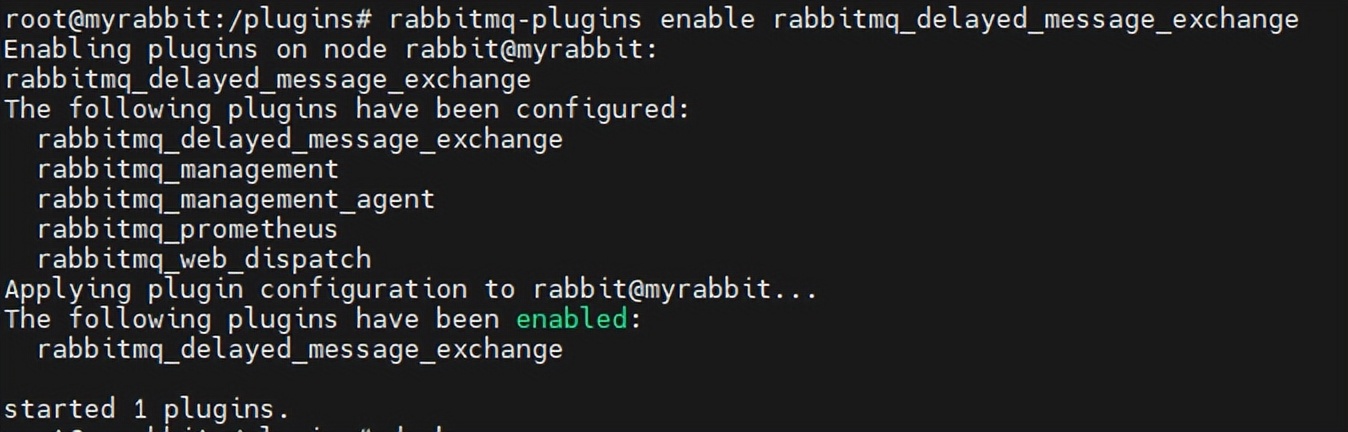 root@myrabbit:/plugins# rabbitmq-plugins enable rabbitmq_delayed_message_exchange
Enabling plugins on node rabbit@myrabbit:
rabbitmq_delayed_message_exchange
The following plugins have been configured:
  rabbitmq_delayed_message_exchange
  rabbitmq_management
  rabbitmq_management_agent
  rabbitmq_prometheus
  rabbitmq_web_dispatch
Applying plugin configuration to rabbit@myrabbit...
The following plugins have been enabled:
  rabbitmq_delayed_message_exchange
started 1 plugins.